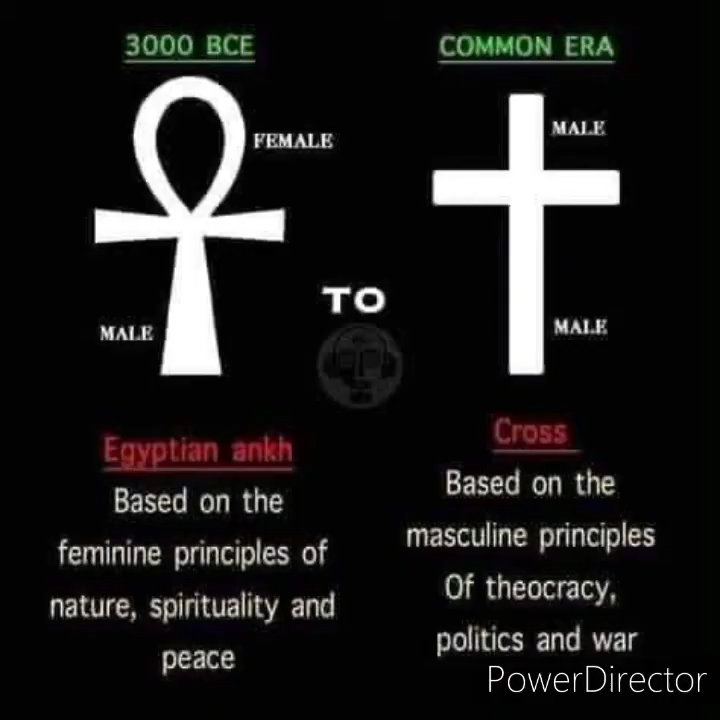 3000 BCE
FEMALE
MALE
Egyptian ankh
Based on the
feminine principles of
nature, spirituality and
peace
TO
COMMON ERA
MALE
MALE
Cross
Based on the
masculine principles
Of theocracy,
politics and war
PowerDirector